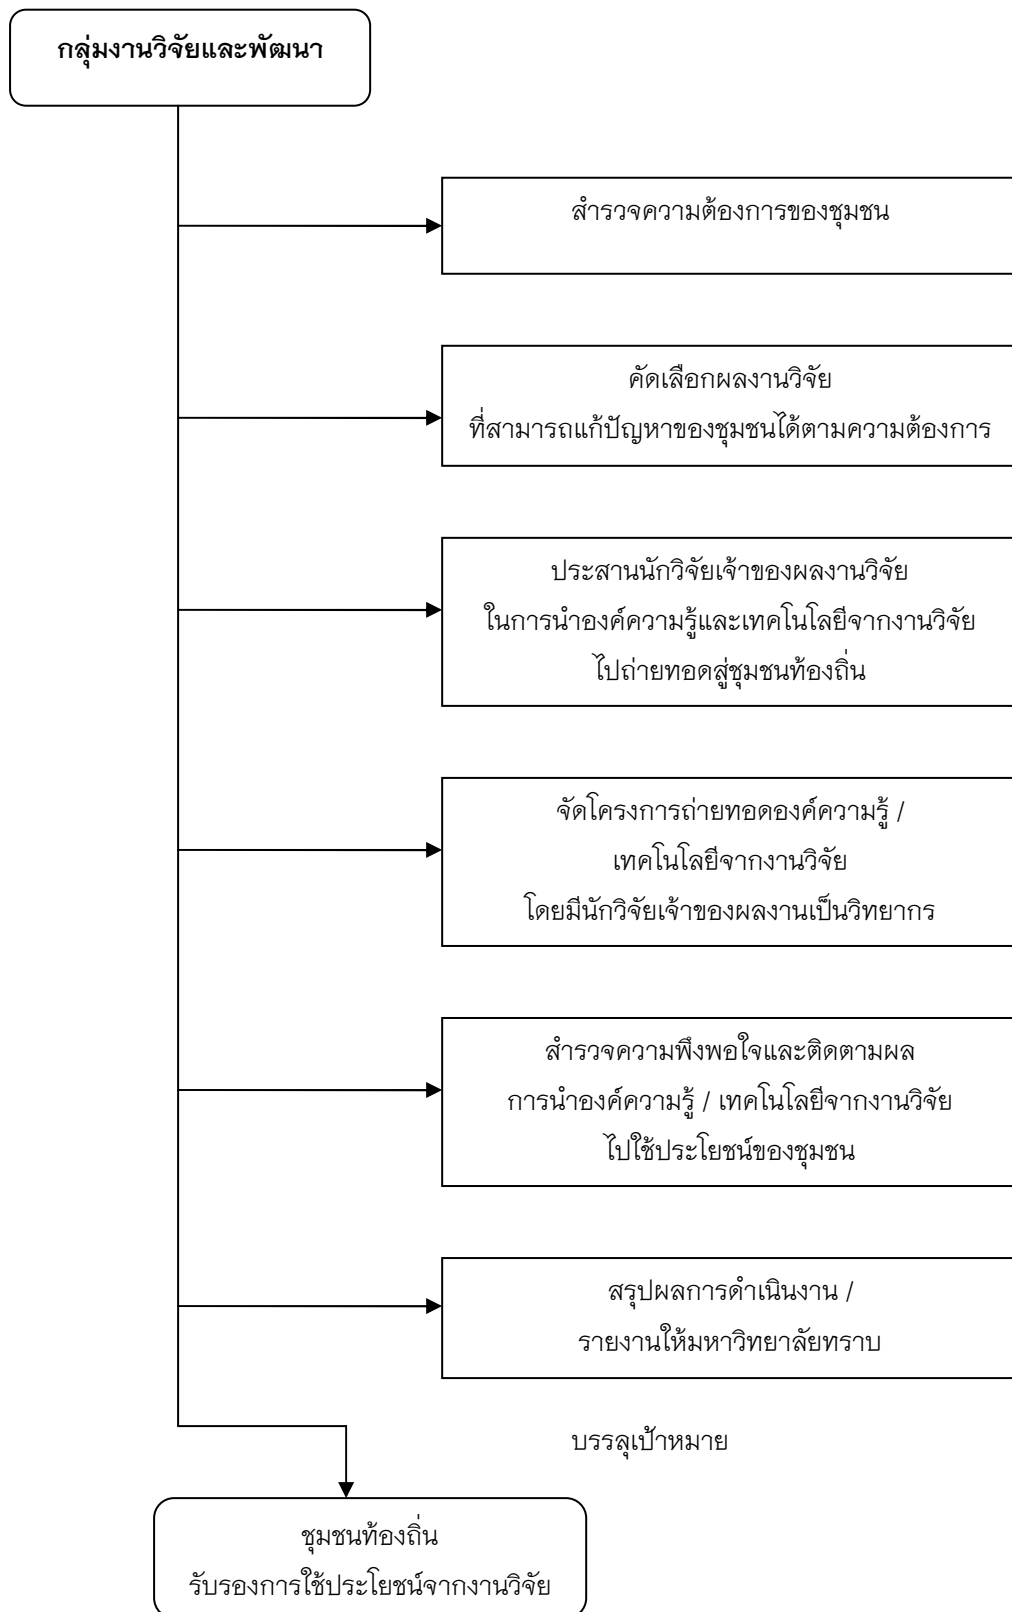 กลุ่มงานวิจัยและพัฒนา
สำรวจความต้องการของชุมชน
คัดเลือกผลงานวิจัย
ที่สามารถแก้ปัญหาของชุมชนได้ตามความต้องการ
ประสานนักวิจัยเจ้าของผลงานวิจัย
ในการนำองค์ความรู้และเทคโนโลยีจากงานวิจัย
ไปถ่ายทอดสู่ชุมชนท้องถิ่น
จัดโครงการถ่ายทอดองค์ความรู้ /
เทคโนโลยีจากงานวิจัย
โดยมีนักวิจัยเจ้าของผลงานเป็นวิทยากร
สำรวจความพึงพอใจและติดตามผล
การนำองค์ความรู้ / เทคโนโลยีจากงานวิจัย
ไปใช้ประโยชน์ของชุมชน
สรุปผลการดำเนินงาน /
รายงานให้มหาวิทยาลัยทราบ
บรรลุเป้าหมาย
ชุมชนท้องถิ่น
รับรองการใช้ประโยชน์จากงานวิจัย